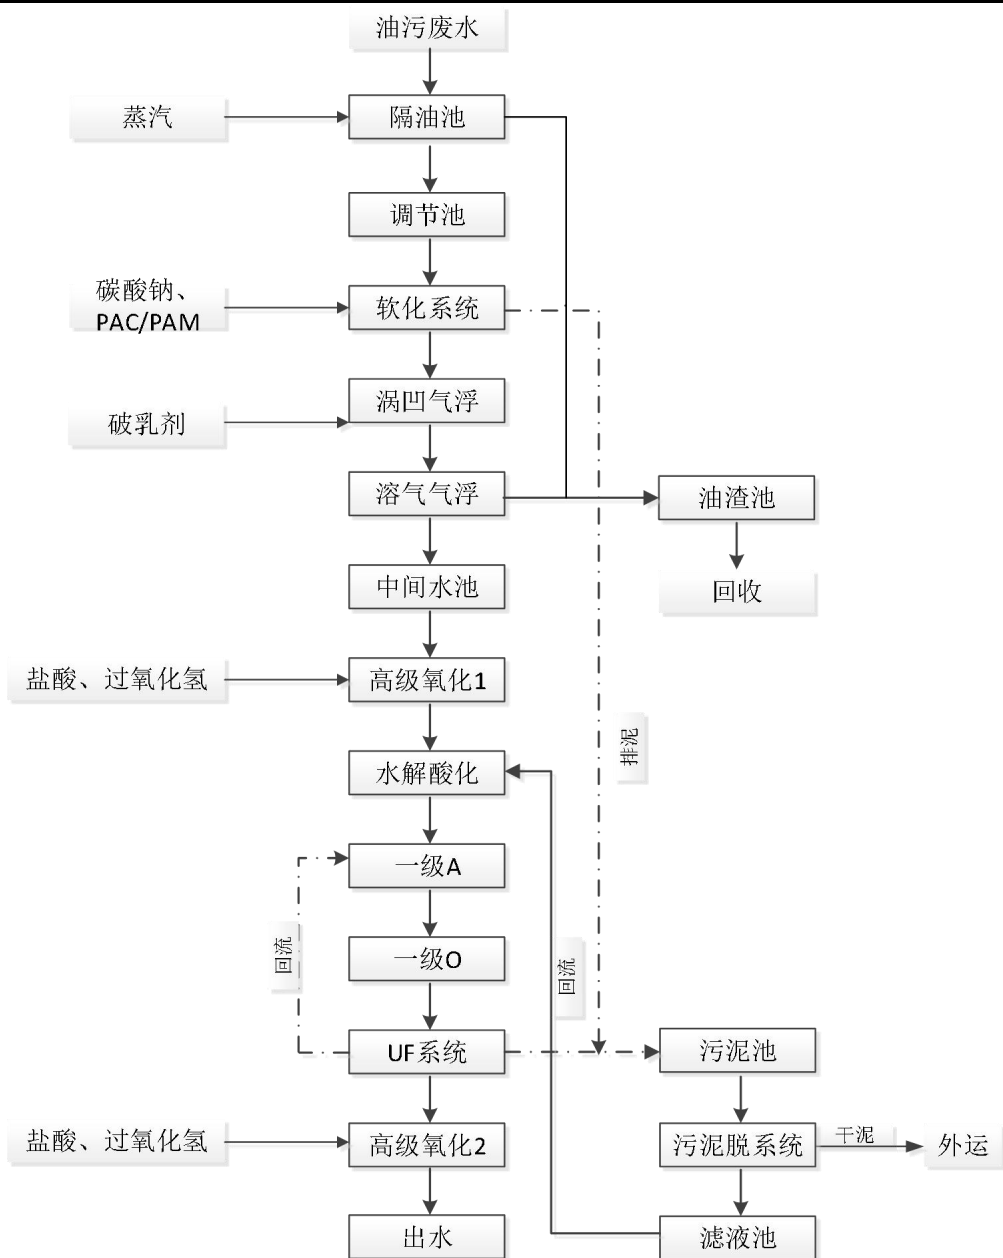 油污废水
蒸汽
隔油池
调节池
碳酸钠、
PAC/PAM
软化系统
涡凹气浮
破乳剂
溶气气浮
油渣池
中间水池
回收
盐酸、过氧化氢
高级氧化1
排泥
水解酸化
一级A
回流
一级O
回流
UF系统
污泥池
盐酸、过氧化氢
高级氧化2
污泥脱系统
干泥
外运
出水
滤液池